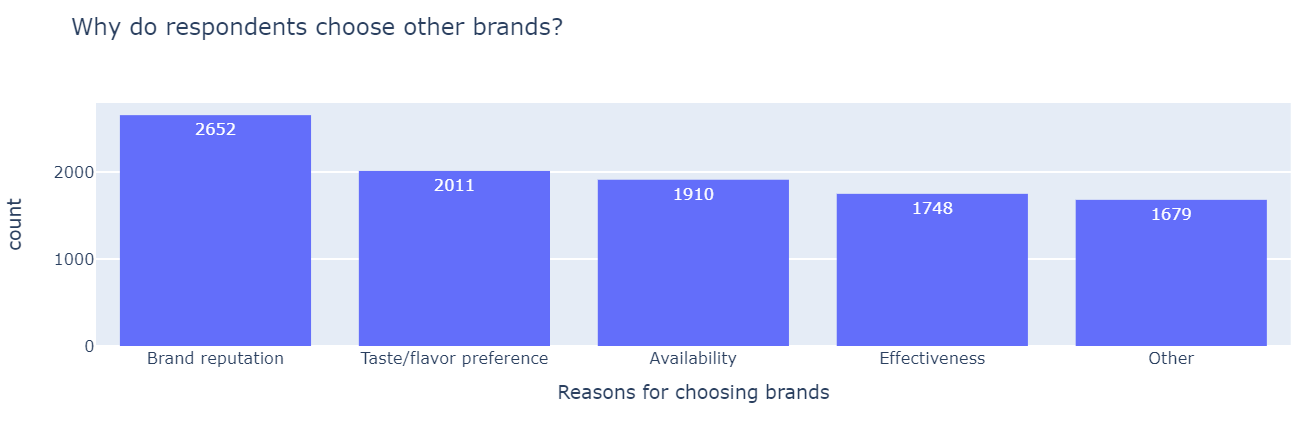 Why do respondents choose other brands?
2652
2011
1910
1748
1679
2000
1000
0
count
Brand reputation
Taste/flavor preference
Availability
Effectiveness
Other
Reasons for choosing brands